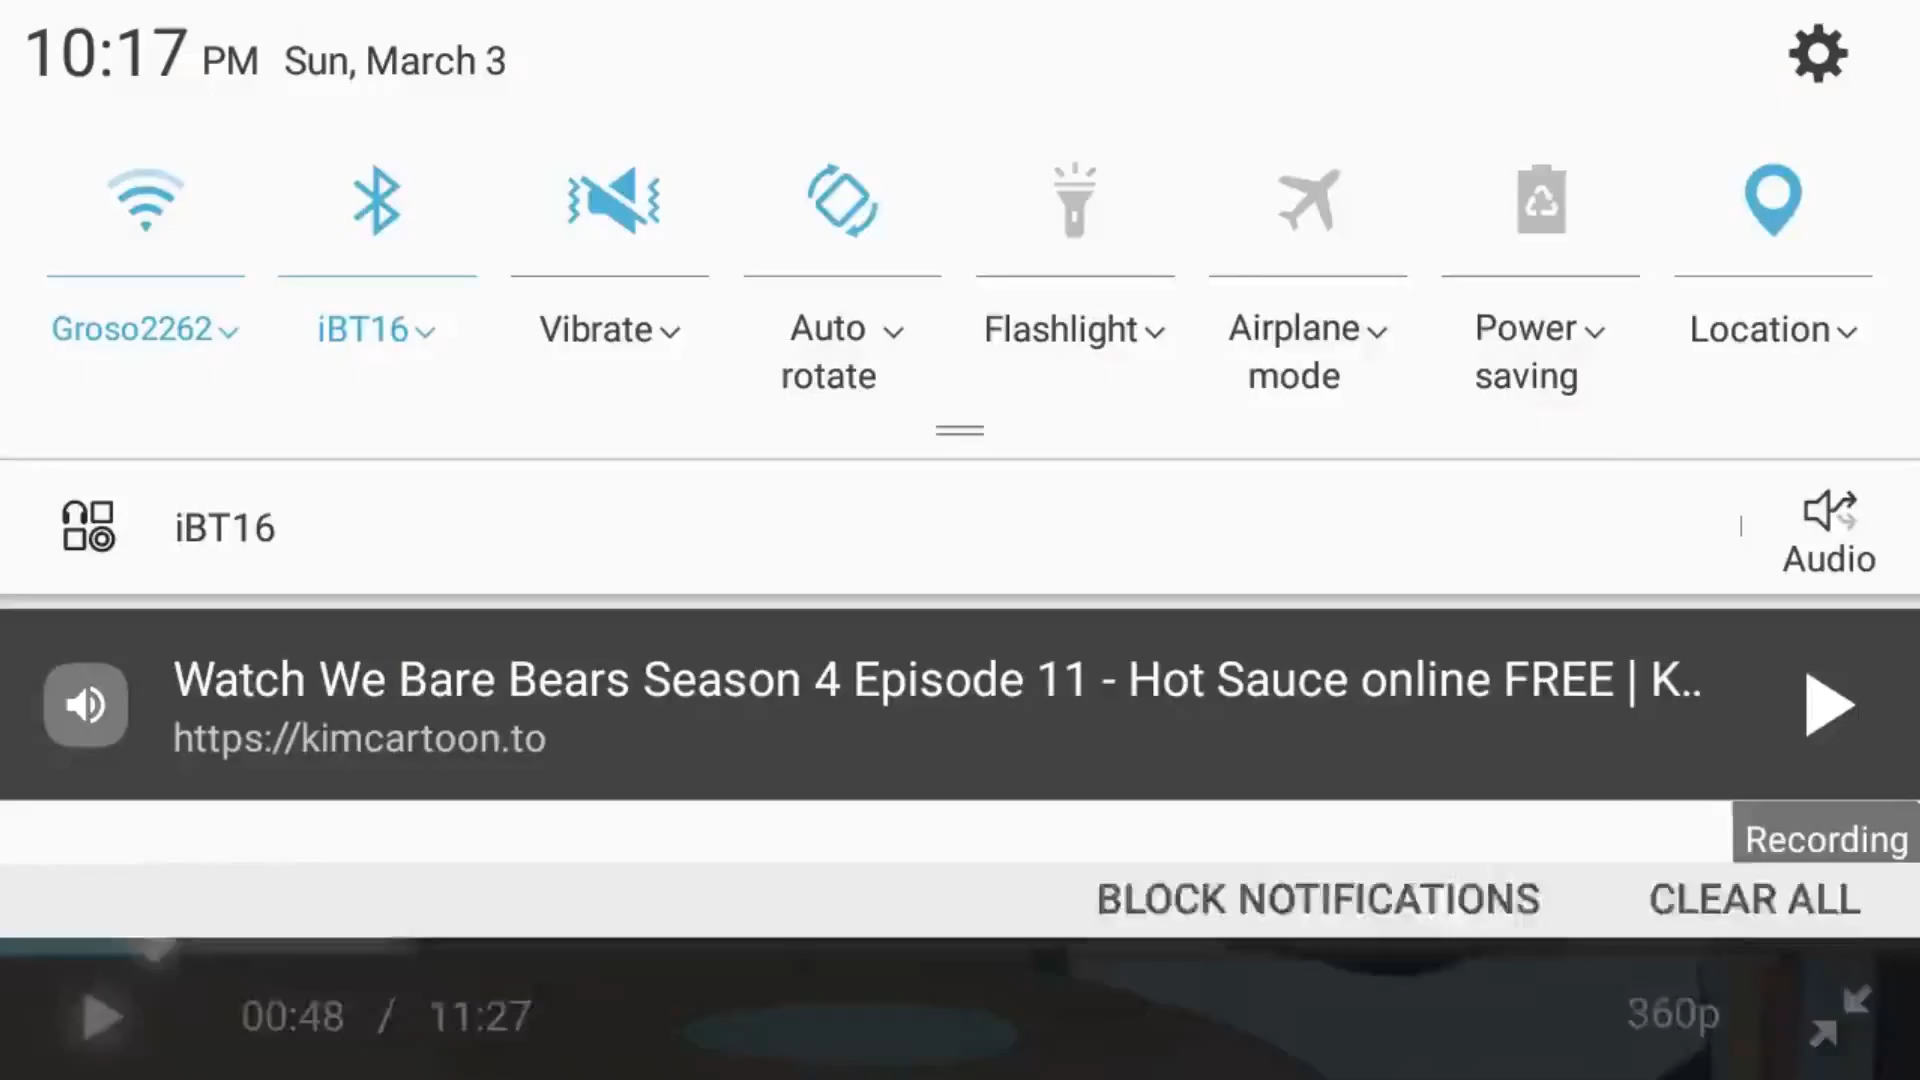 10:17 PM Sun, March 3
Groso2262
iBT16
Vibrate
Auto rotate
Flashlight
Airplane mode
Power saving
Location
iBT16
Audio
Watch We Bare Bears Season 4 Episode 11 - Hot Sauce online FREE | K..
https://kimcartoon.to
Recording
BLOCK NOTIFICATIONS CLEAR ALL
00:48 / 11:27 360p